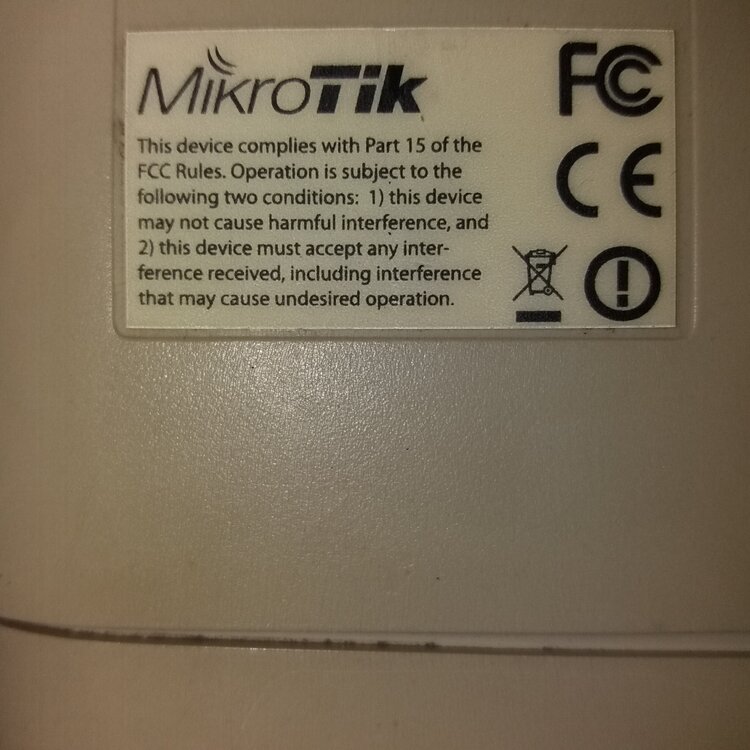 MikroTik
FC
CE
This device complies with Part 15 of the
FCC Rules. Operation is subject to the
following two conditions: 1) this device
may not cause harmful interference, and
2) this device must accept any inter-
ference received, including interference
that may cause undesired operation.